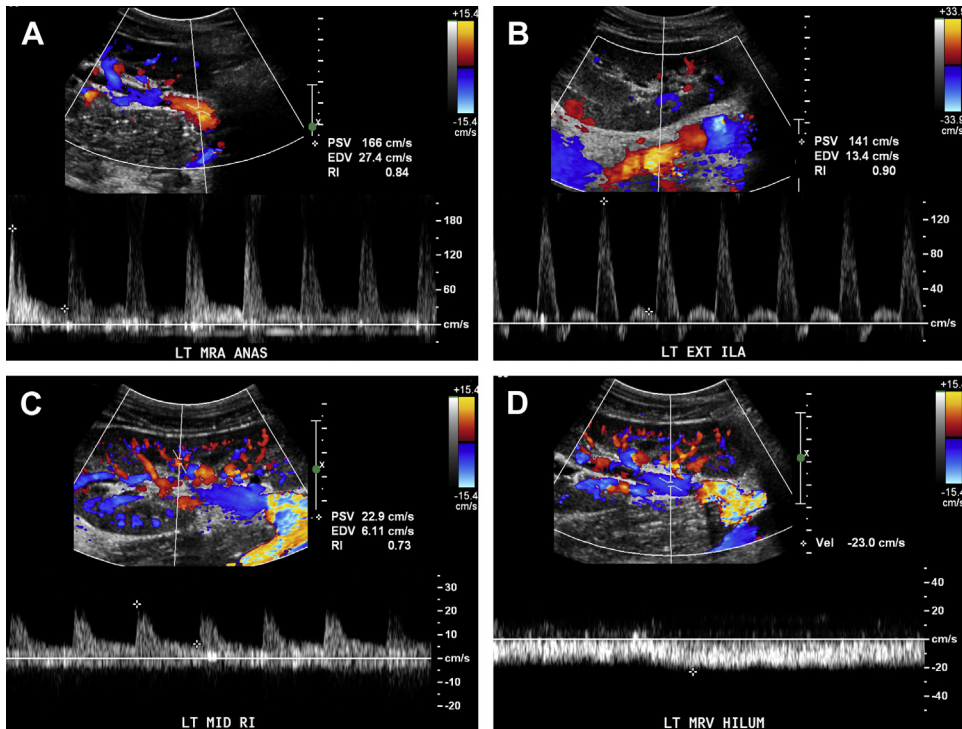 A
+15.4
-15.4
cm/s
x
PSV 166 cm/s
EDV 27.4 cm/s
RI 0.84
180
120
60
cm/s
LT MRA ANAS
B
+33.9
-33.9
cm/s
x
PSV 141 cm/s
EDV 13.4 cm/s
RI 0.90
120
80
40
cm/s
LT EXT ILA
C
+15.4
-15.4
cm/s
x
PSV 22.9 cm/s
EDV 6.11 cm/s
RI 0.73
30
20
10
cm/s
-10
-20
LT MID RI
D
+15.4
-15.4
cm/s
x
Vel -23.0 cm/s
40
20
cm/s
-20
-40
LT MRV HILUM